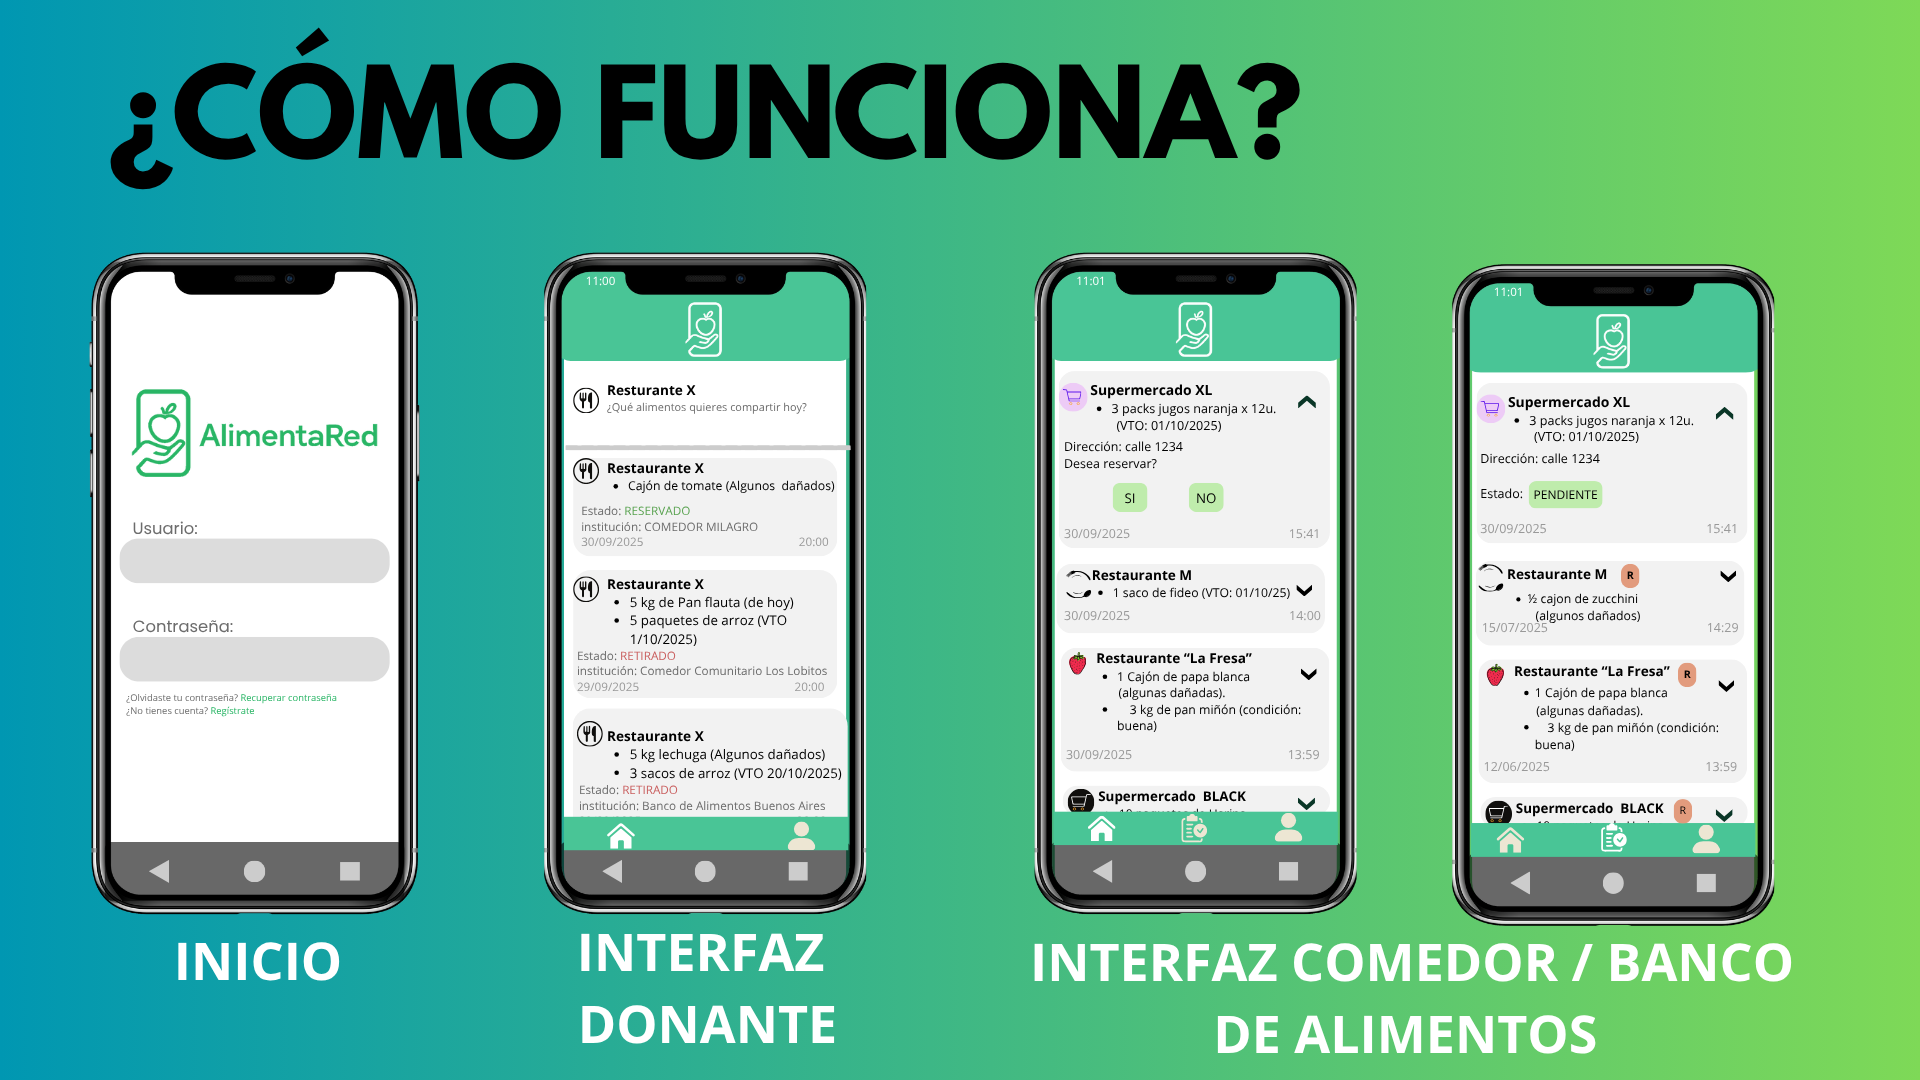 ¿CÓMO FUNCIONA?
AlimentaRed
Usuario:
Contraseña:
¿Olvidaste tu contraseña? Recuperar contraseña
¿No tienes cuenta? Regístrate
INICIO
11:00
Resturante X
¿Qué alimentos quieres compartir hoy?
Restaurante X
• Cajón de tomate (Algunos dañados)
Estado: RESERVADO
institución: COMEDOR MILAGRO
30/09/2025 20:00
Restaurante X
• 5 kg de Pan flauta (de hoy)
• 5 paquetes de arroz (VTO
1/10/2025)
Estado: RETIRADO
institución: Comedor Comunitario Los Lobitos
29/09/2025 20:00
Restaurante X
• 5 kg lechuga (Algunos dañados)
• 3 sacos de arroz (VTO 20/10/2025)
Estado: RETIRADO
institución: Banco de Alimentos Buenos Aires
INTERFAZ
DONANTE
11:01
Supermercado XL
• 3 packs jugos naranja x 12u.
(VTO: 01/10/2025)
Dirección: calle 1234
Desea reservar?
SI NO
30/09/2025 15:41
Restaurante M
• 1 saco de fideo (VTO: 01/10/25)
30/09/2025 14:00
Restaurante “La Fresa”
• 1 Cajón de papa blanca
(algunas dañadas).
• 3 kg de pan miñón (condición:
buena)
30/09/2025 13:59
Supermercado BLACK
11:01
Supermercado XL
• 3 packs jugos naranja x 12u.
(VTO: 01/10/2025)
Dirección: calle 1234
Estado: PENDIENTE
30/09/2025 15:41
Restaurante M R
• ½ cajon de zucchini
(algunos dañados)
15/07/2025 14:29
Restaurante “La Fresa” R
• 1 Cajón de papa blanca
(algunas dañadas).
• 3 kg de pan miñón (condición:
buena)
12/06/2025 13:59
Supermercado BLACK R
INTERFAZ COMEDOR / BANCO
DE ALIMENTOS